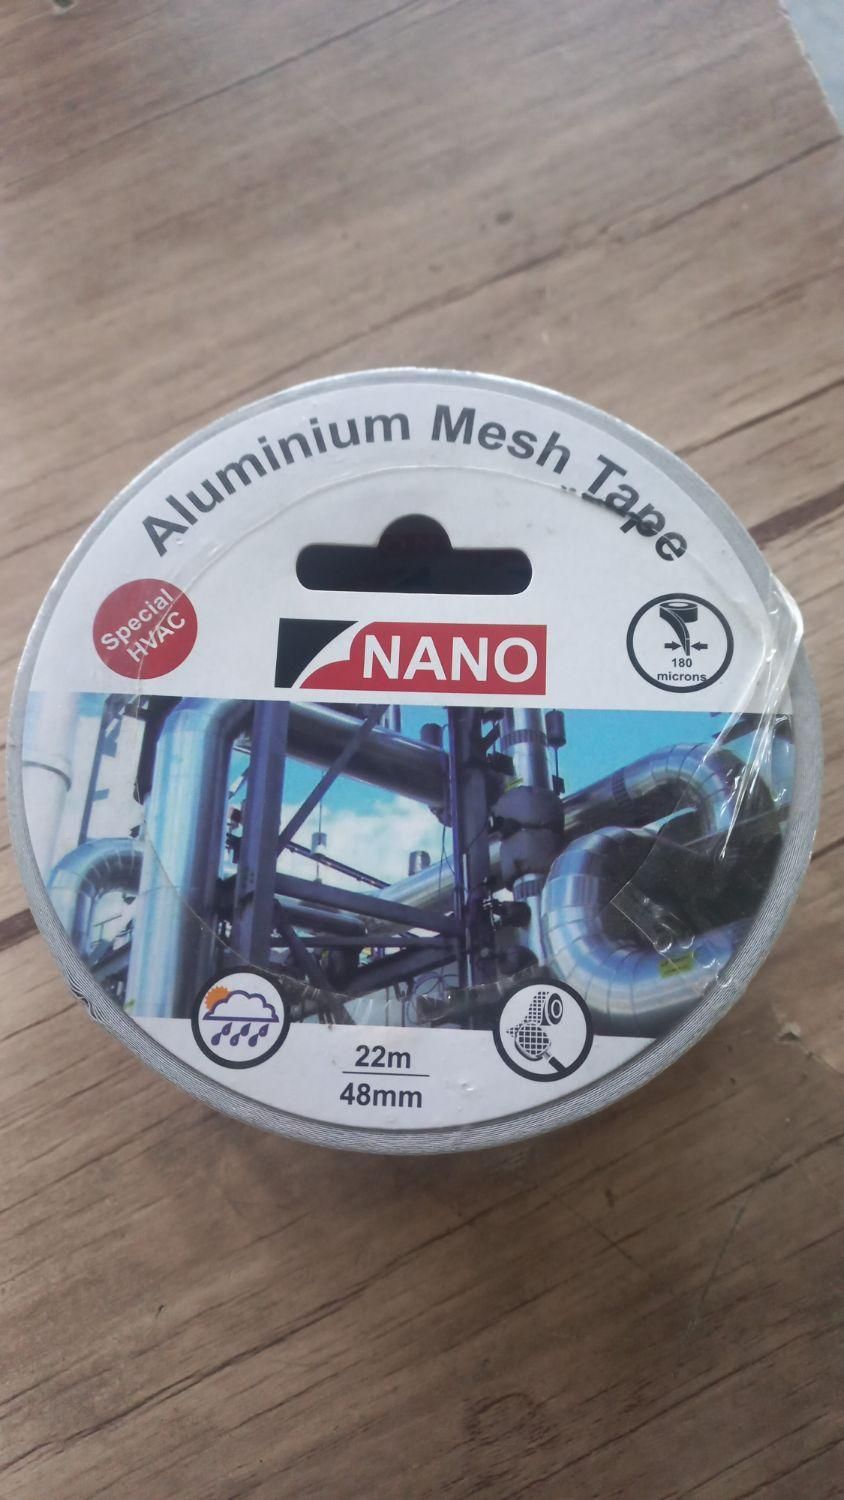 Aluminium Mesh Tape
Special
HVAC
NANO
180
microns
22m
48mm